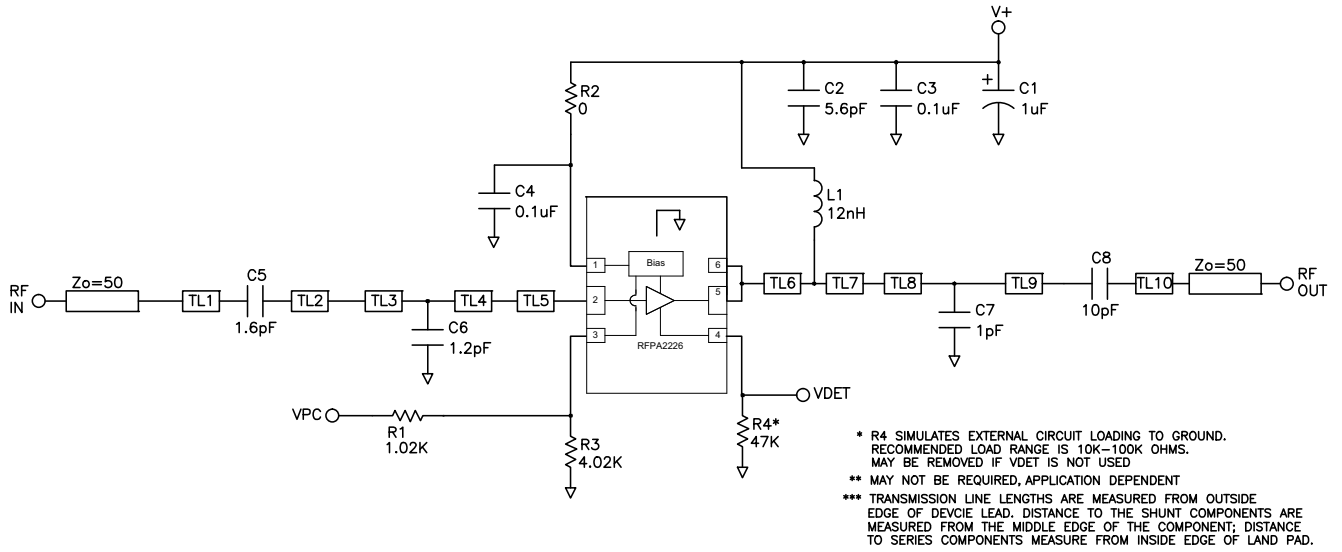 V+
R2
0
C2
5.6pF
C3
0.1uF
+
C1
1uF
C4
0.1uF
L1
12nH
Bias
1
2
3
6
5
4
RFPA2226
RF
IN
Zo=50
TL1
C5
1.6pF
TL2
TL3
C6
1.2pF
TL4
TL5
TL6
TL7
TL8
C7
1pF
TL9
C8
10pF
TL10
Zo=50
RF
OUT
VPC
R1
1.02K
R3
4.02K
VDET
R4*
47K
* R4 SIMULATES EXTERNAL CIRCUIT LOADING TO GROUND.
RECOMMENDED LOAD RANGE IS 10K-100K OHMS.
MAY BE REMOVED IF VDET IS NOT USED
** MAY NOT BE REQUIRED, APPLICATION DEPENDENT
*** TRANSMISSION LINE LENGTHS ARE MEASURED FROM OUTSIDE
EDGE OF DEVCIE LEAD. DISTANCE TO THE SHUNT COMPONENTS ARE
MEASURED FROM THE MIDDLE EDGE OF THE COMPONENT; DISTANCE
TO SERIES COMPONENTS MEASURE FROM INSIDE EDGE OF LAND PAD.